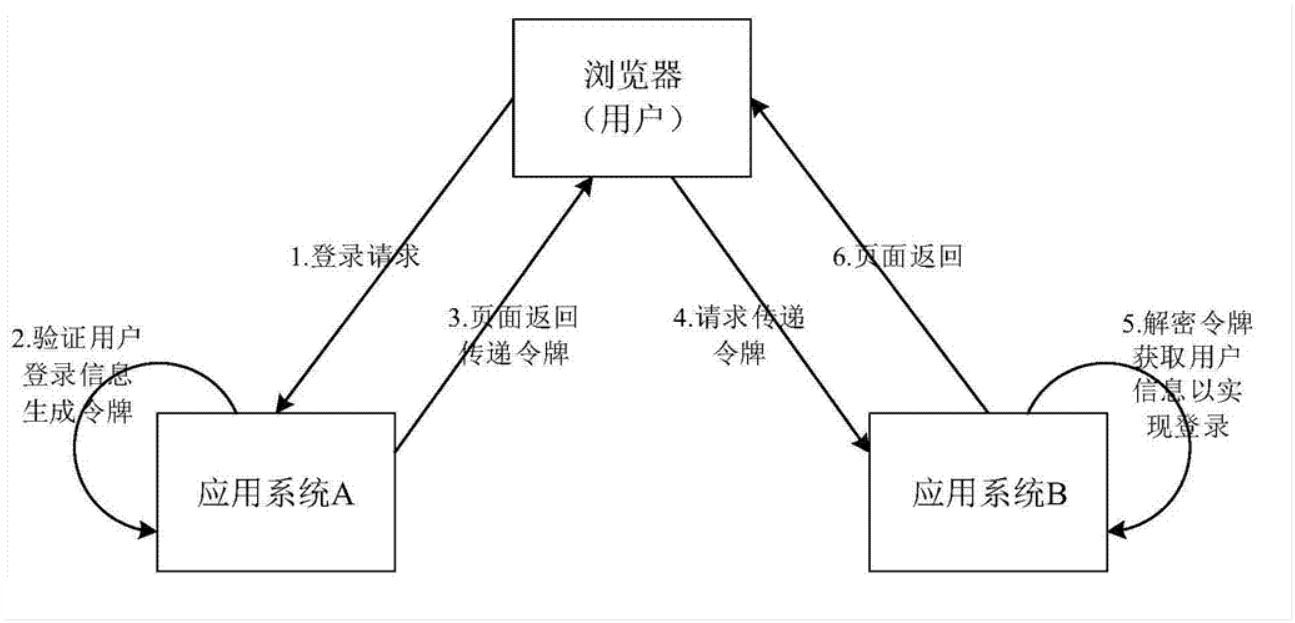 浏览器
（用户）
1.登录请求
6.页面返回
3.页面返回
传递令牌
4.请求传递
令牌
2.验证用户
登录信息
生成令牌
5.解密令牌
获取用户
信息以实
现登录
应用系统A
应用系统B